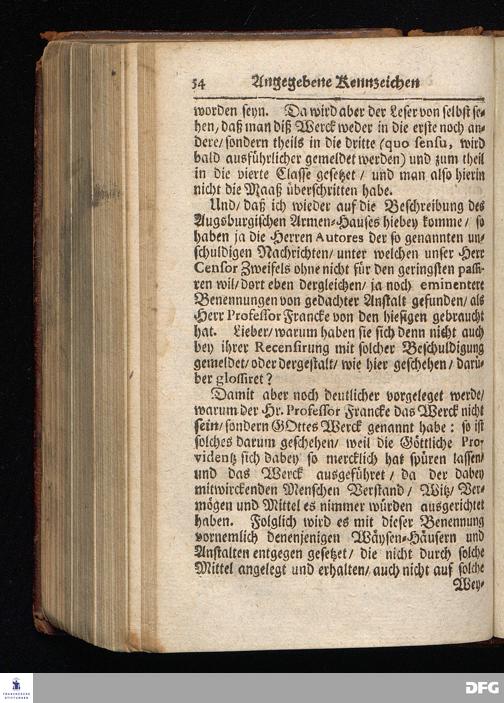 54 Angegebene Kennzeichen
worden seyn. Da wird aber der Leser von selbst se-
hen, daß man diß Werck weder in die erste noch an-
dere/ sondern theils in die dritte (quo sensu, wird
bald ausführlicher gemeldet werden) und zum theil
in die vierte Classe gesetzet / und man also hierin
nicht die Maaß überschritten habe.
Und/ daß ich wieder auf die Beschreibung des
Augsburgischen Armen-Hauses hiebey komme/ so
haben ja die Herren Autores der so genannten un-
schuldigen Nachrichten/ unter welchen unser Herr
Censor Zweifels ohne nicht für den geringsten passi-
ren wil/ dort eben dergleichen/ ja noch eminentere
Benennungen von gedachter Anstalt gefunden/ als
Herr Professor Francke von den hiesigen gebraucht
hat. Lieber/ warum haben sie sich denn nicht auch
bey ihrer Recensirung mit solcher Beschuldigung
gemeldet/ oder dergestalt/ wie hier geschehen/ darü-
ber glossiret?
Damit aber noch deutlicher vorgeleget werde/
warum der Hr. Professor Francke das Werck nicht
sein/ sondern GOttes Werck genannt habe: so ist
solches darum geschehen/ weil die Göttliche Pro-
videntz sich dabey so mercklich hat spüren lassen/
und das Werck ausgeführet/ da der dabey
mitwirckenden Menschen Verstand/ Witz/ Ver-
mögen und Mittel es nimmer würden ausgerichtet
haben. Folglich wird es mit dieser Benennung
vornemlich denenjenigen Wäysen-Häusern und
Anstalten entgegen gesetzet/ die nicht durch solche
Mittel angelegt und erhalten/ auch nicht auf solche
Wey-
FRANCKESCHE
STIFTUNGEN
DFG